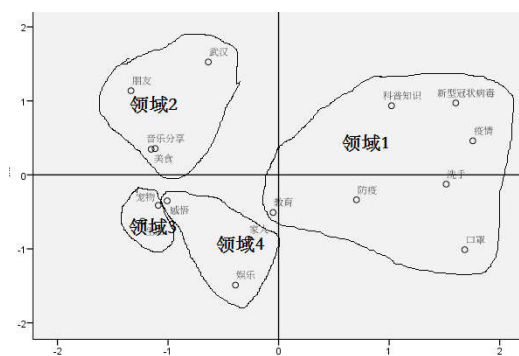 2
武汉
朋友
领域2
科普知识
新型冠状病毒
1
音乐分享
美食
领域1
疫情
洗手
0
宠物
感悟
教育
防疫
领域3
领域4
家人
口罩
-1
娱乐
-2
-2
-1
0
1
2